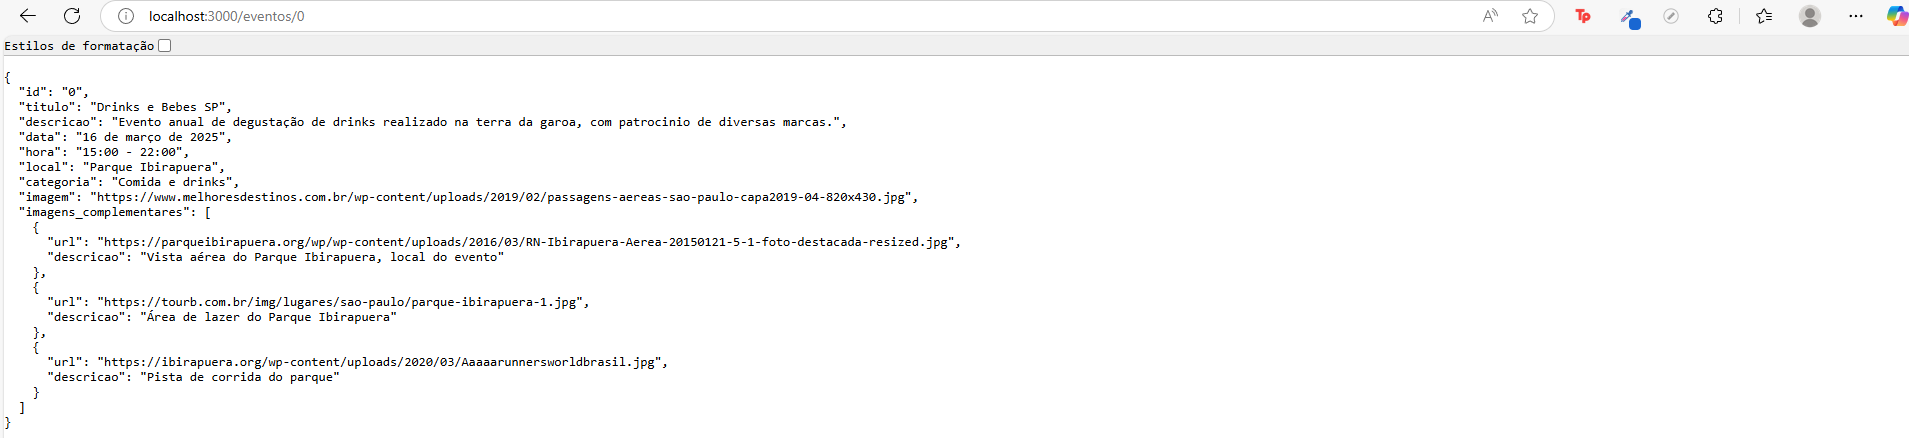 localhost:3000/eventos/0
Estilos de formatação
{
  "id": "0",
  "titulo": "Drinks e Bebes SP",
  "descricao": "Evento anual de degustação de drinks realizado na terra da garoa, com patrocinio de diversas marcas.",
  "data": "16 de março de 2025",
  "hora": "15:00 - 22:00",
  "local": "Parque Ibirapuera",
  "categoria": "Comida e drinks",
  "imagem": "https://www.melhoresdestinos.com.br/wp-content/uploads/2019/02/passagens-aereas-sao-paulo-capa2019-04-820x430.jpg",
  "imagens_complementares": [
    {
      "url": "https://parqueibirapuera.org/wp/wp-content/uploads/2016/03/RN-Ibirapuera-Aerea-20150121-5-1-foto-destacada-resized.jpg",
      "descricao": "Vista aérea do Parque Ibirapuera, local do evento"
    },
    {
      "url": "https://tourb.com.br/img/lugares/sao-paulo/parque-ibirapuera-1.jpg",
      "descricao": "Área de lazer do Parque Ibirapuera"
    },
    {
      "url": "https://ibirapuera.org/wp-content/uploads/2020/03/Aaaaarunnersworldbrasil.jpg",
      "descricao": "Pista de corrida do parque"
    }
  ]
}